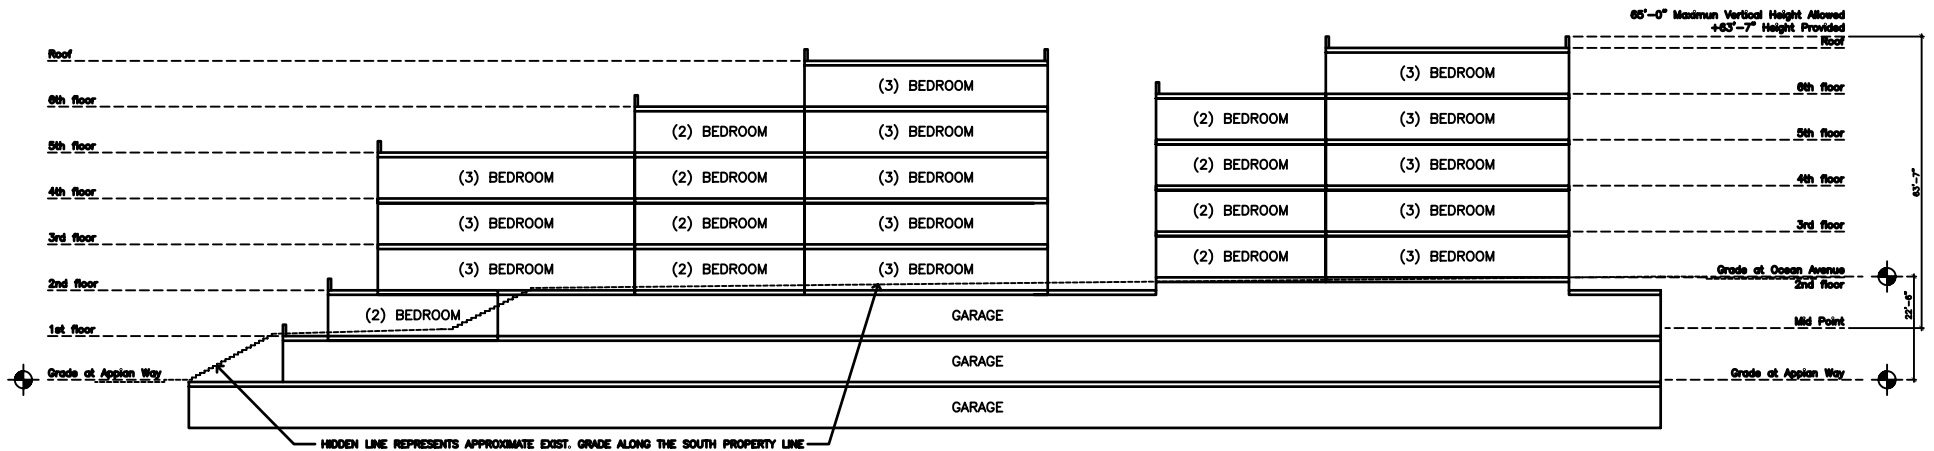 65'-0" Maximun Vertical Height Allowed
+63'-7" Height Provided
Roof
Roof
(3) BEDROOM
(3) BEDROOM
6th floor
6th floor
(2) BEDROOM
(3) BEDROOM
(2) BEDROOM
(3) BEDROOM
5th floor
5th floor
(3) BEDROOM
(2) BEDROOM
(3) BEDROOM
(2) BEDROOM
(3) BEDROOM
4th floor
4th floor
63'-7"
(3) BEDROOM
(2) BEDROOM
(3) BEDROOM
(2) BEDROOM
(3) BEDROOM
3rd floor
3rd floor
(3) BEDROOM
(2) BEDROOM
(3) BEDROOM
(2) BEDROOM
(3) BEDROOM
Grade at Ocean Avenue
2nd floor
2nd floor
22'-6"
(2) BEDROOM
GARAGE
1st floor
Mid Point
GARAGE
Grade at Appian Way
Grade at Appian Way
GARAGE
HIDDEN LINE REPRESENTS APPROXIMATE EXIST. GRADE ALONG THE SOUTH PROPERTY LINE